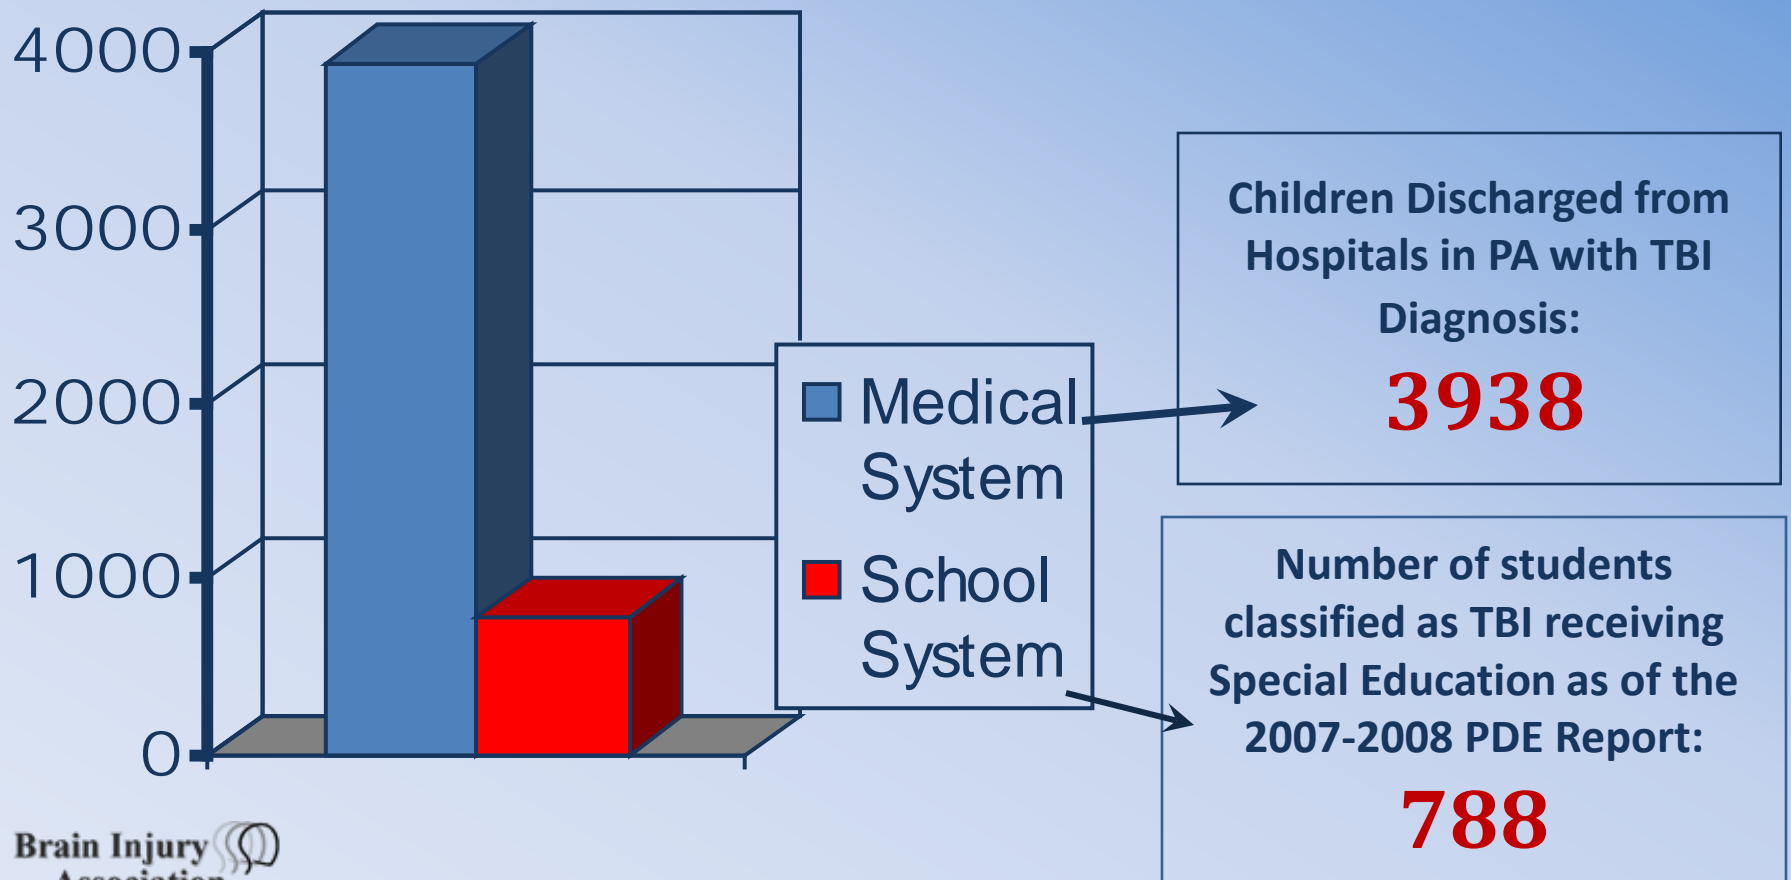 4000
3000
2000
1000
0
Medical
System
School
System
Children Discharged from
Hospitals in PA with TBI
Diagnosis:
3938
Number of students
classified as TBI receiving
Special Education as of the
2007-2008 PDE Report:
788
Brain Injury
Association